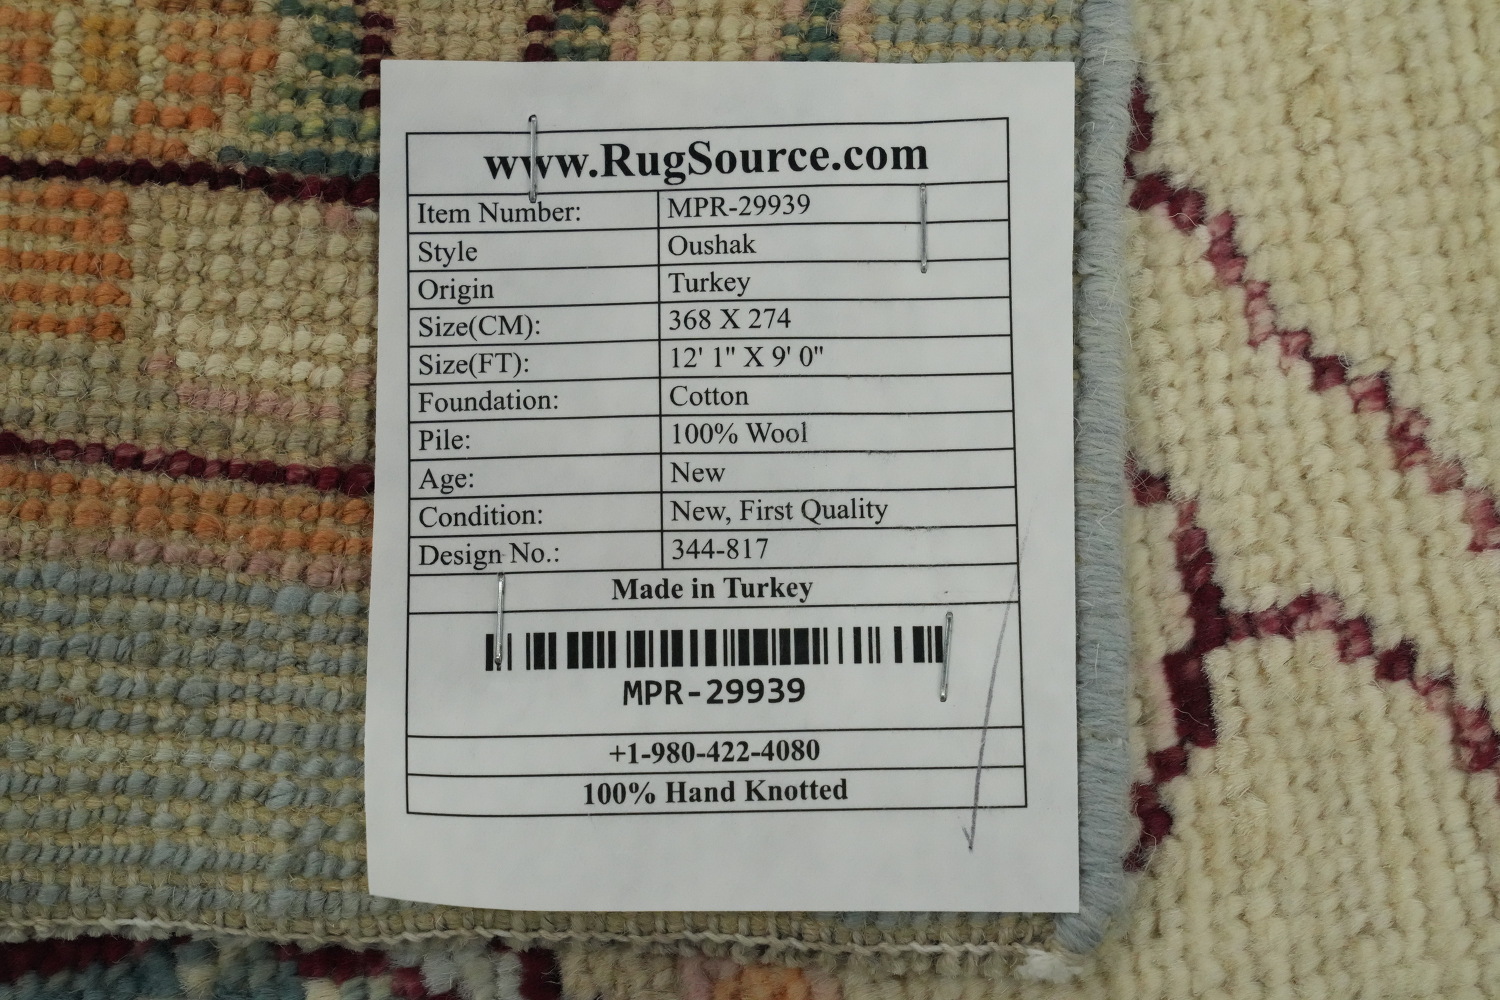 www.RugSource.com
Item Number: MPR-29939
Style Oushak
Origin Turkey
Size(CM): 368 X 274
Size(FT): 12' 1" X 9' 0"
Foundation: Cotton
Pile: 100% Wool
Age: New
Condition: New, First Quality
Design No.: 344-817
Made in Turkey
MPR-29939
+1-980-422-4080
100% Hand Knotted